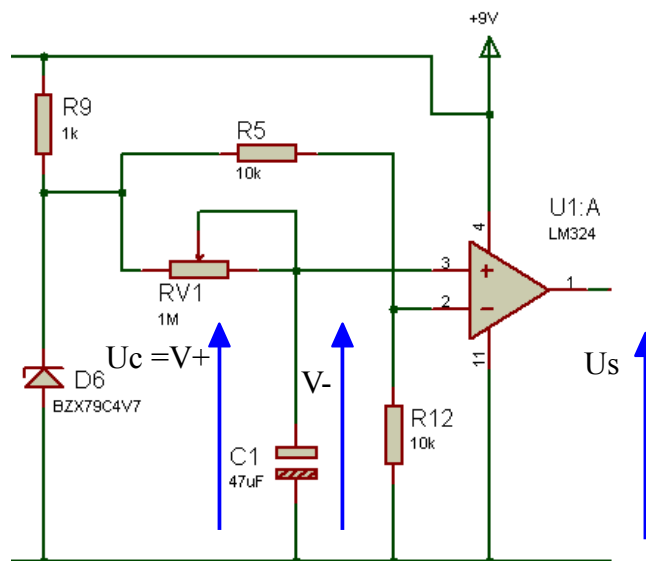 +9V
R9
1k
R5
10k
U1:A
LM324
4
3
+
1
2
−
11
RV1
1M
Uc =V+
V-
Us
D6
BZX79C4V7
R12
10k
C1
47uF